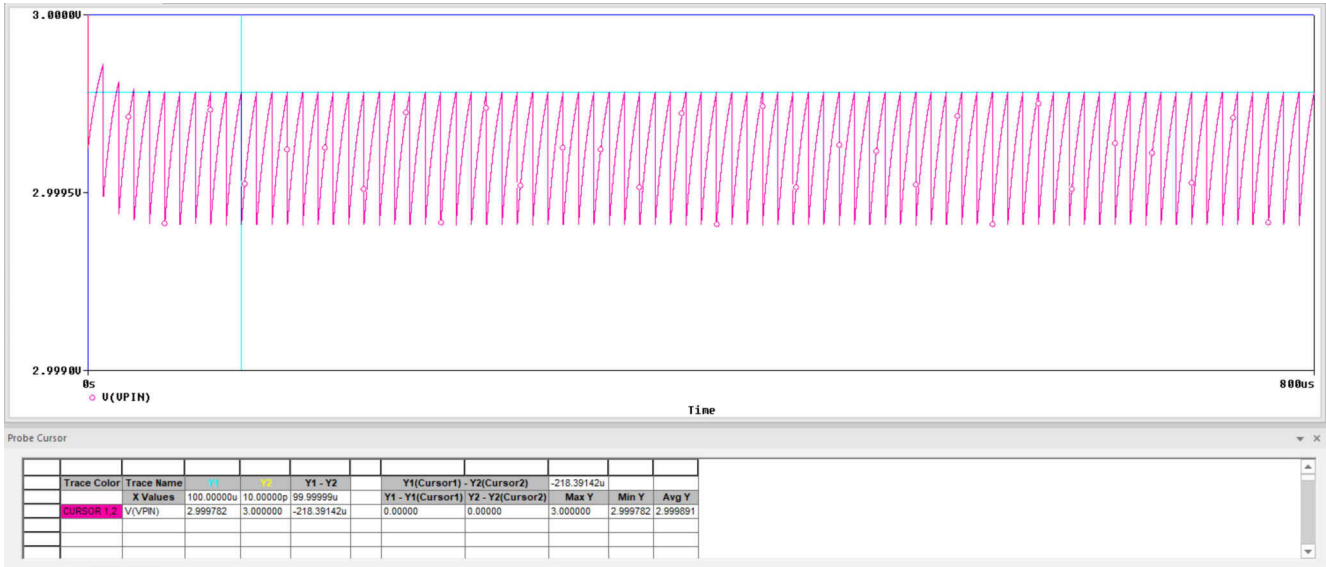 3.0000V
2.9995V
2.9990V
0s 800us
V(VPIN)
Time
Probe Cursor
Trace Color Trace Name Y1 Y2 Y1 - Y2 Y1(Cursor1) - Y2(Cursor2) -218.39142u
X Values 100.00000u 10.00000p 99.99999u Y1 - Y1(Cursor1) Y2 - Y2(Cursor2) Max Y Min Y Avg Y
CURSOR 1,2 V(VPIN) 2.999782 3.000000 -218.39142u 0.00000 0.00000 3.000000 2.999782 2.999891